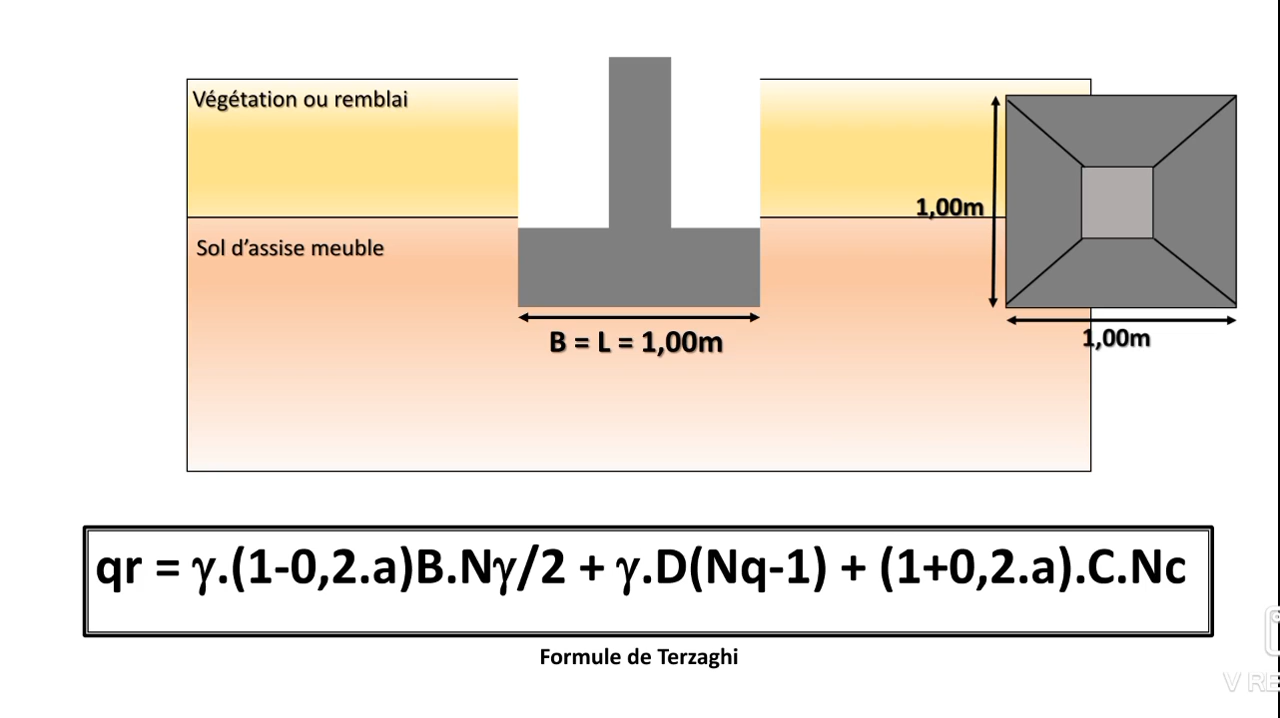 Végétation ou remblai
1,00m
Sol d’assise meuble
B = L = 1,00m
1,00m
qr = γ.(1-0,2.a)B.Nγ/2 + γ.D(Nq-1) + (1+0,2.a).C.Nc
Formule de Terzaghi
V RE